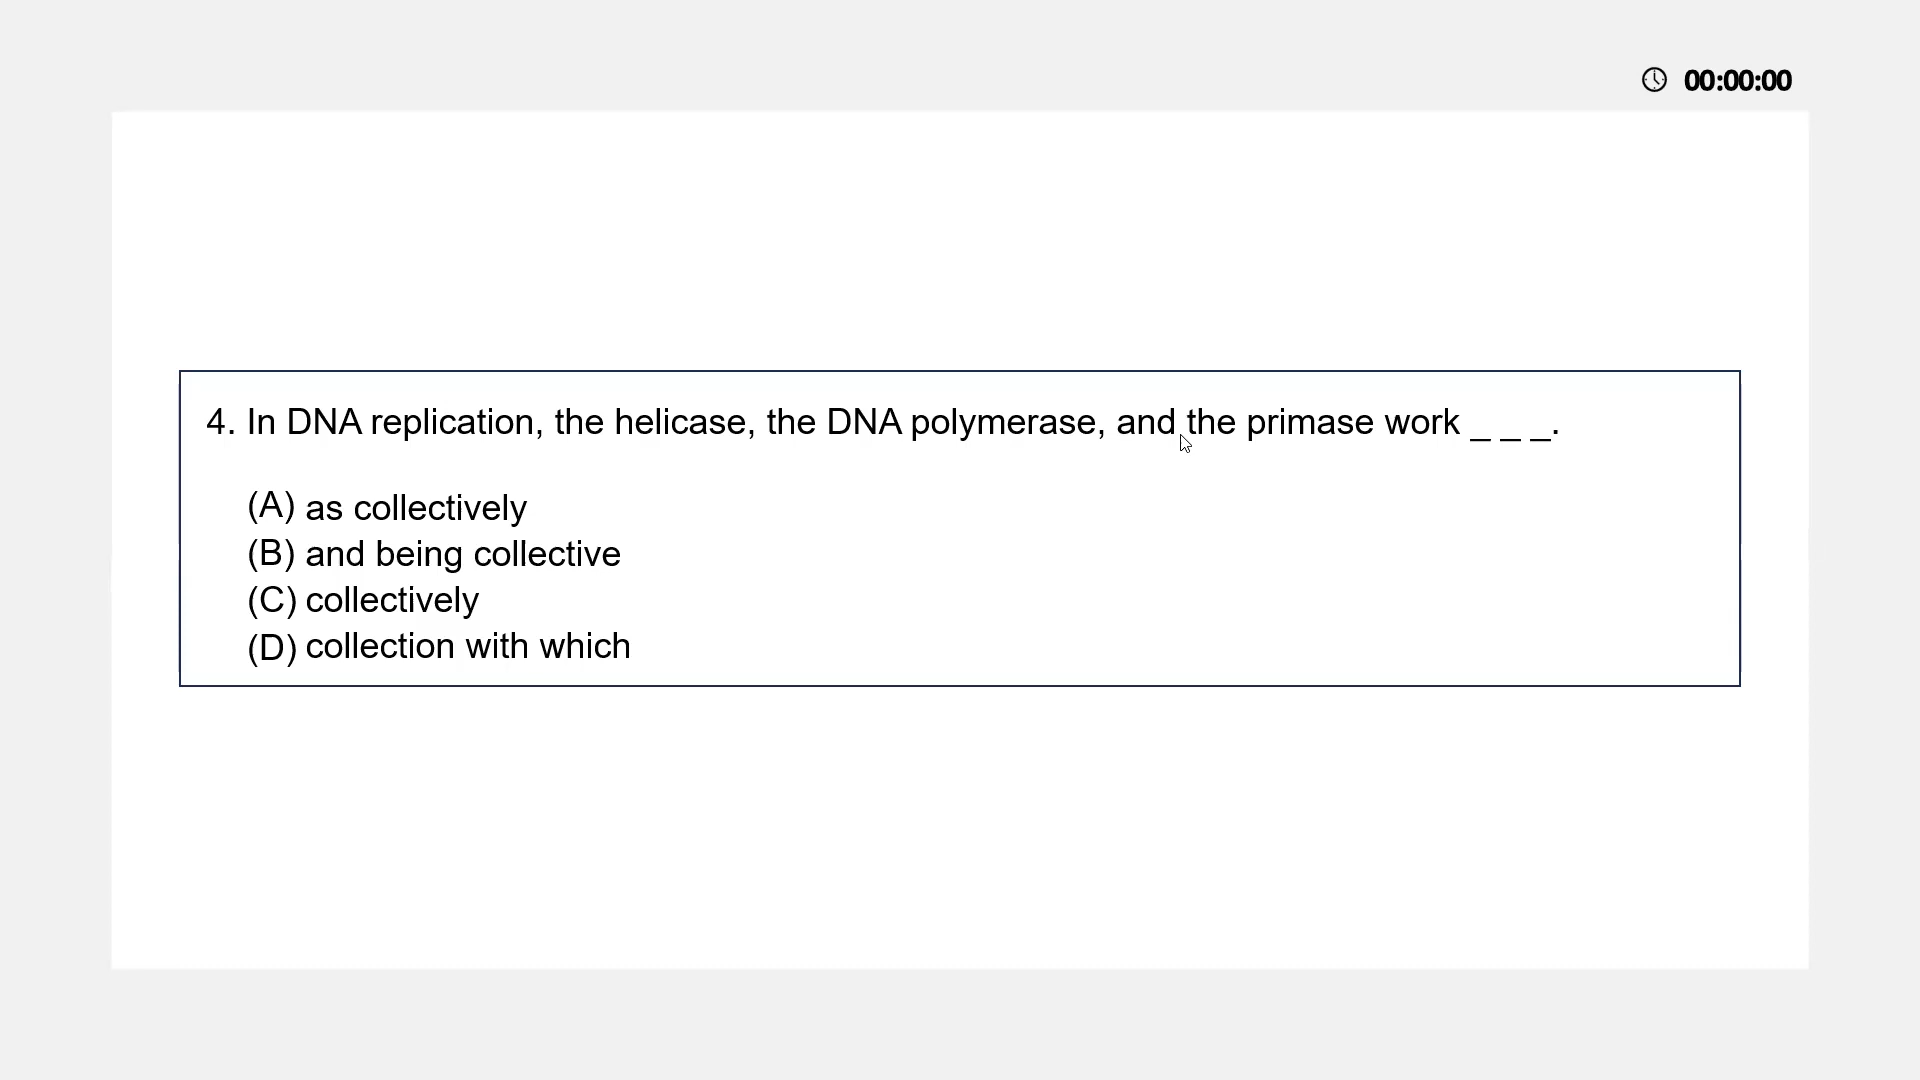 00:00:00
4. In DNA replication, the helicase, the DNA polymerase, and the primase work _ _ _.
(A) as collectively
(B) and being collective
(C) collectively
(D) collection with which